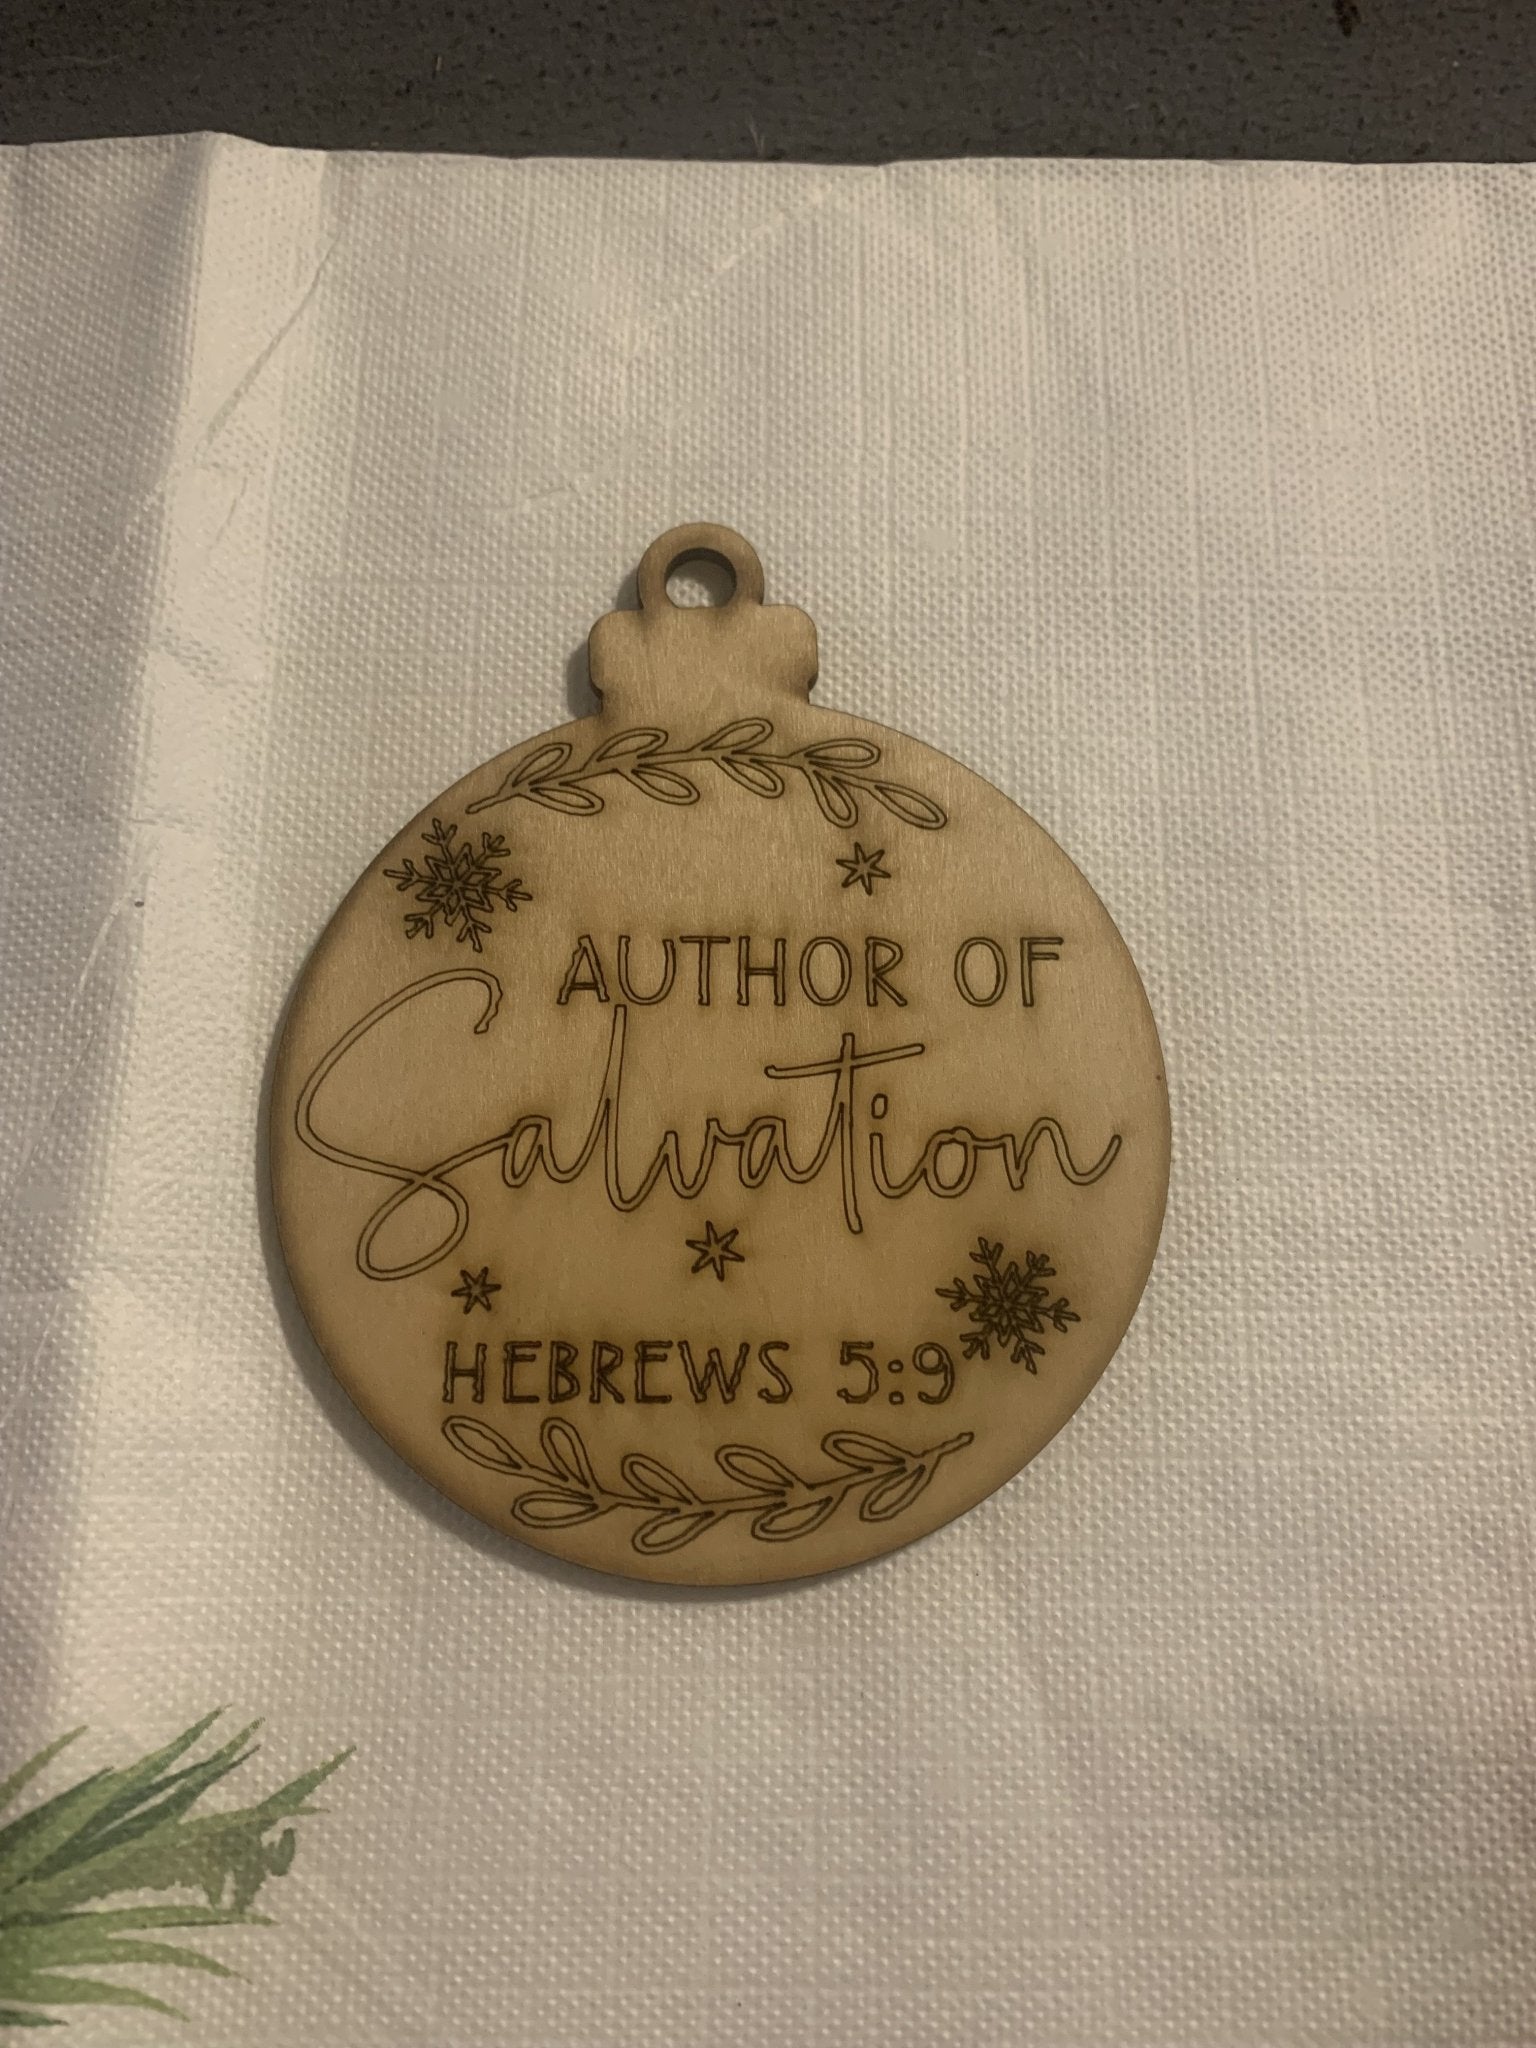 AUTHOR OF
Salvation
HEBREWS 5:9